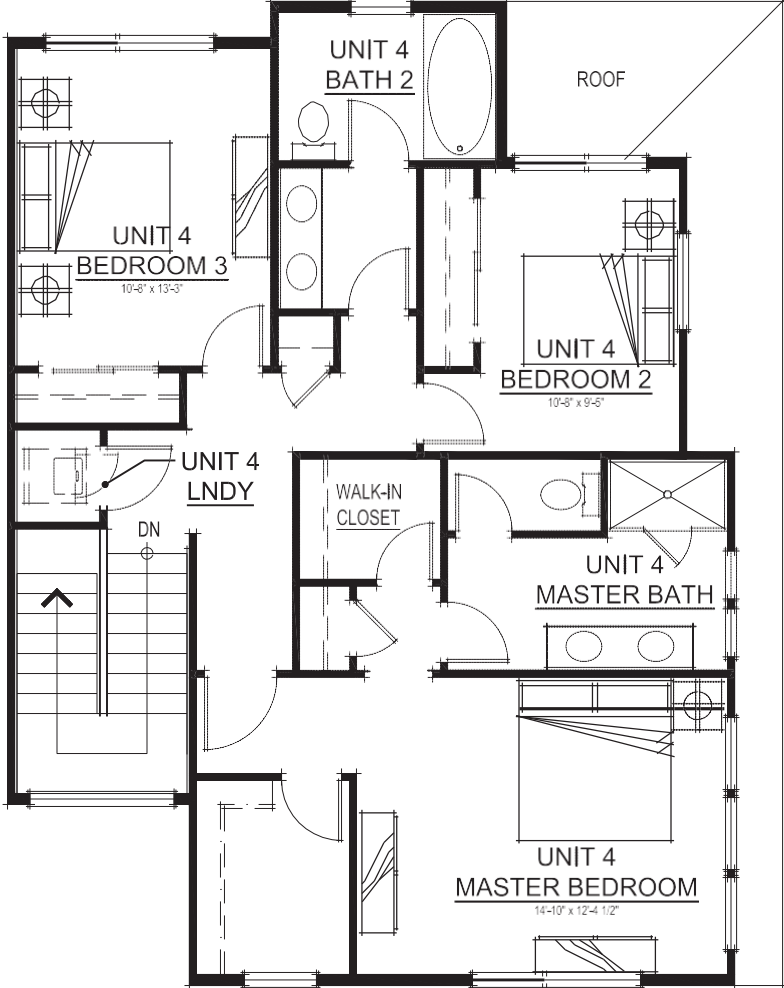 UNIT 4
BATH 2
ROOF
UNIT 4
BEDROOM 3
10'-8" x 13'-3"
UNIT 4
BEDROOM 2
10'-8" x 9'-5"
UNIT 4
LNDY
WALK-IN
CLOSET
DN
UNIT 4
MASTER BATH
UNIT 4
MASTER BEDROOM
14'-10" x 12'-4 1/2"